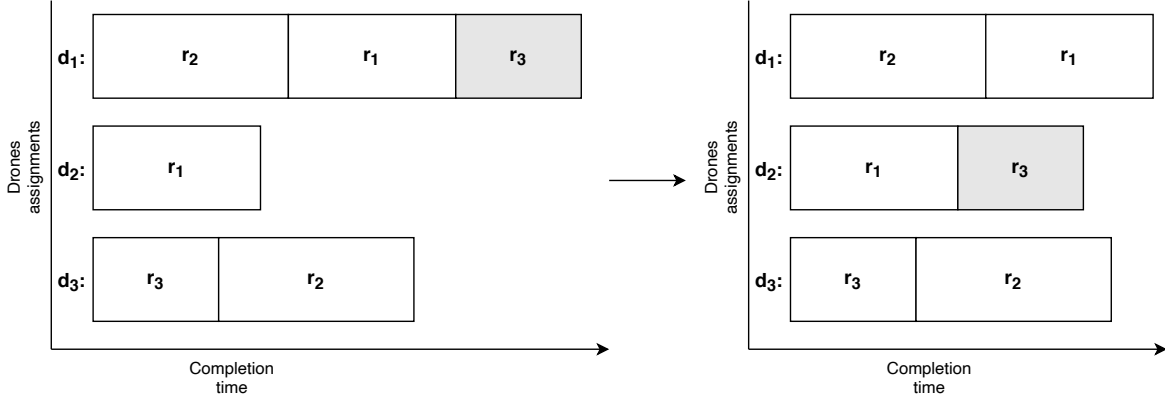 d₁: r₂ r₁ r₃
d₂: r₁
d₃: r₃ r₂
Drones
assignments
Completion
time
d₁: r₂ r₁
d₂: r₁ r₃
d₃: r₃ r₂
Drones
assignments
Completion
time